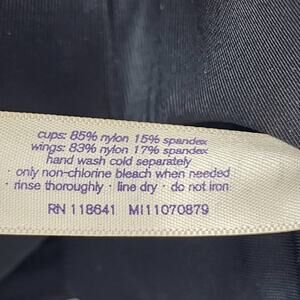 cups: 85% nylon 15% spandex
wings: 83% nylon 17% spandex
hand wash cold separately
· only non-chlorine bleach when needed
· rinse thoroughly · line dry · do not iron
RN 118641 MI11070879